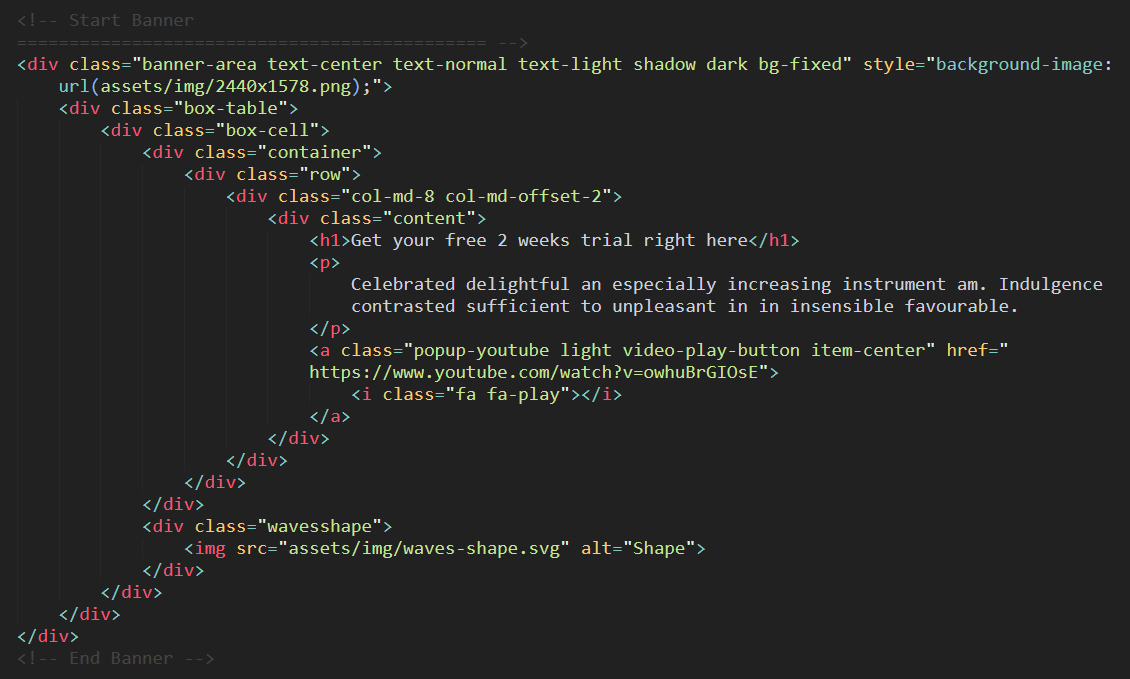 <!-- Start Banner
============================================= -->
<div class="banner-area text-center text-normal text-light shadow dark bg-fixed" style="background-image:
url(assets/img/2440x1578.png);">
<div class="box-table">
<div class="box-cell">
<div class="container">
<div class="row">
<div class="col-md-8 col-md-offset-2">
<div class="content">
<h1>Get your free 2 weeks trial right here</h1>
<p>
Celebrated delightful an especially increasing instrument am. Indulgence
contrasted sufficient to unpleasant in in insensible favourable.
</p>
<a class="popup-youtube light video-play-button item-center" href="
https://www.youtube.com/watch?v=owhuBrGIOsE">
<i class="fa fa-play"></i>
</a>
</div>
</div>
</div>
</div>
<div class="wavesshape">
<img src="assets/img/waves-shape.svg" alt="Shape">
</div>
</div>
</div>
</div>
<!-- End Banner -->